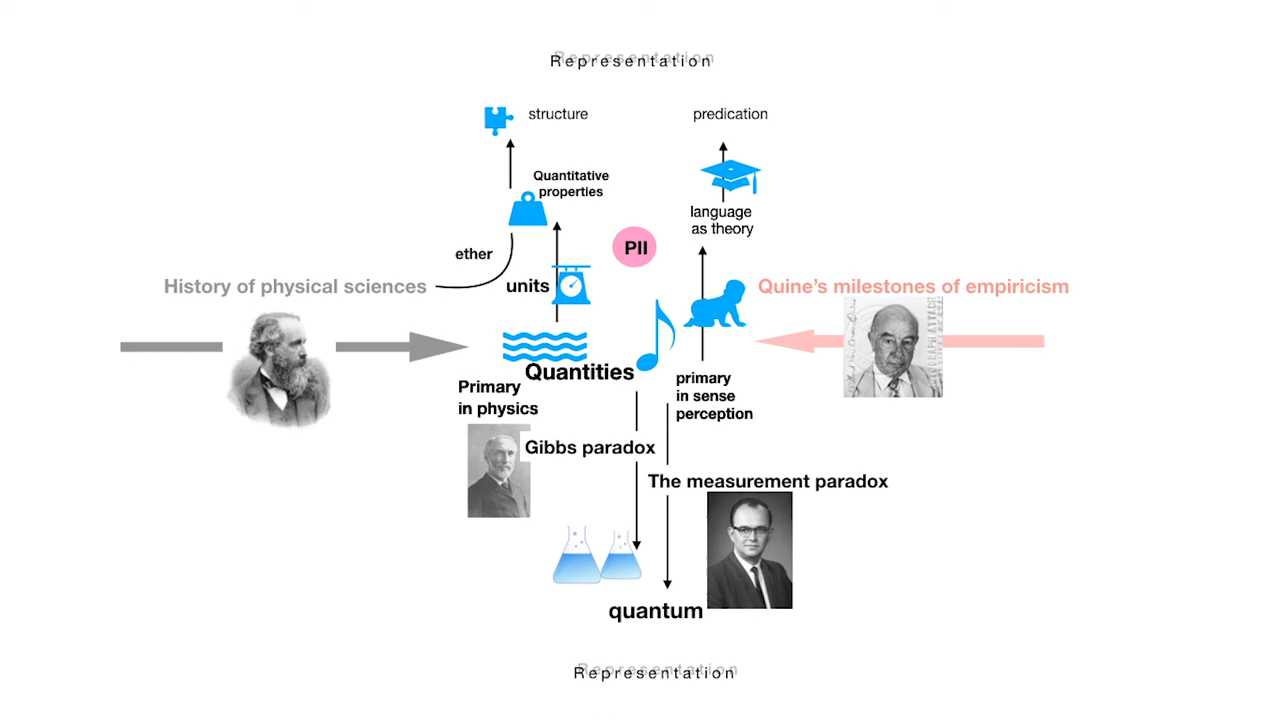 Representation
structure
predication
Quantitative
properties
language
as theory
PII
ether
History of physical sciences
units
Quine's milestones of empiricism
Quantities
Primary
in physics
primary
in sense
perception
Gibbs paradox
The measurement paradox
quantum
Representation